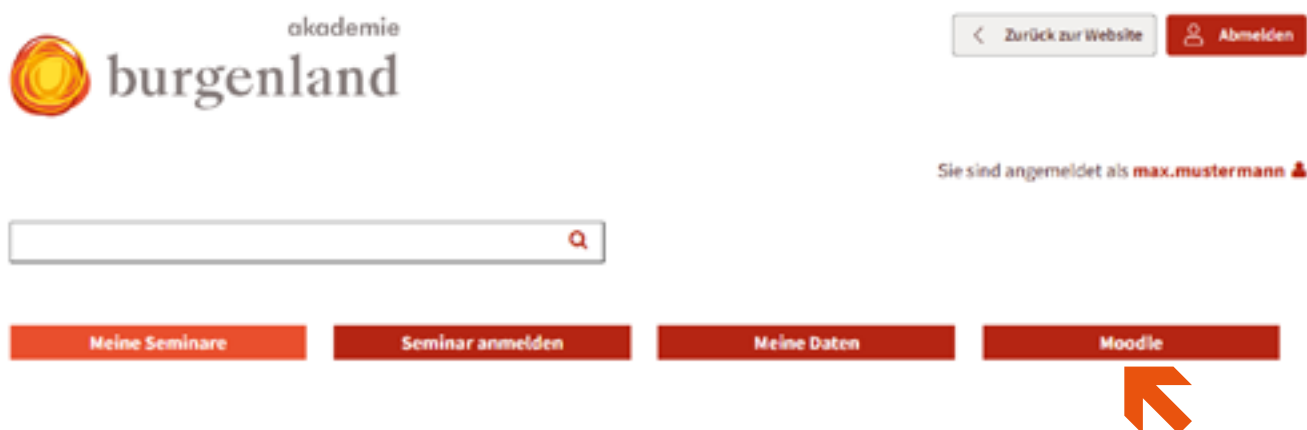 akademie
burgenland
Zurück zur Website
Abmelden
Sie sind angemeldet als max.mustermann
Meine Seminare
Seminar anmelden
Meine Daten
Moodle